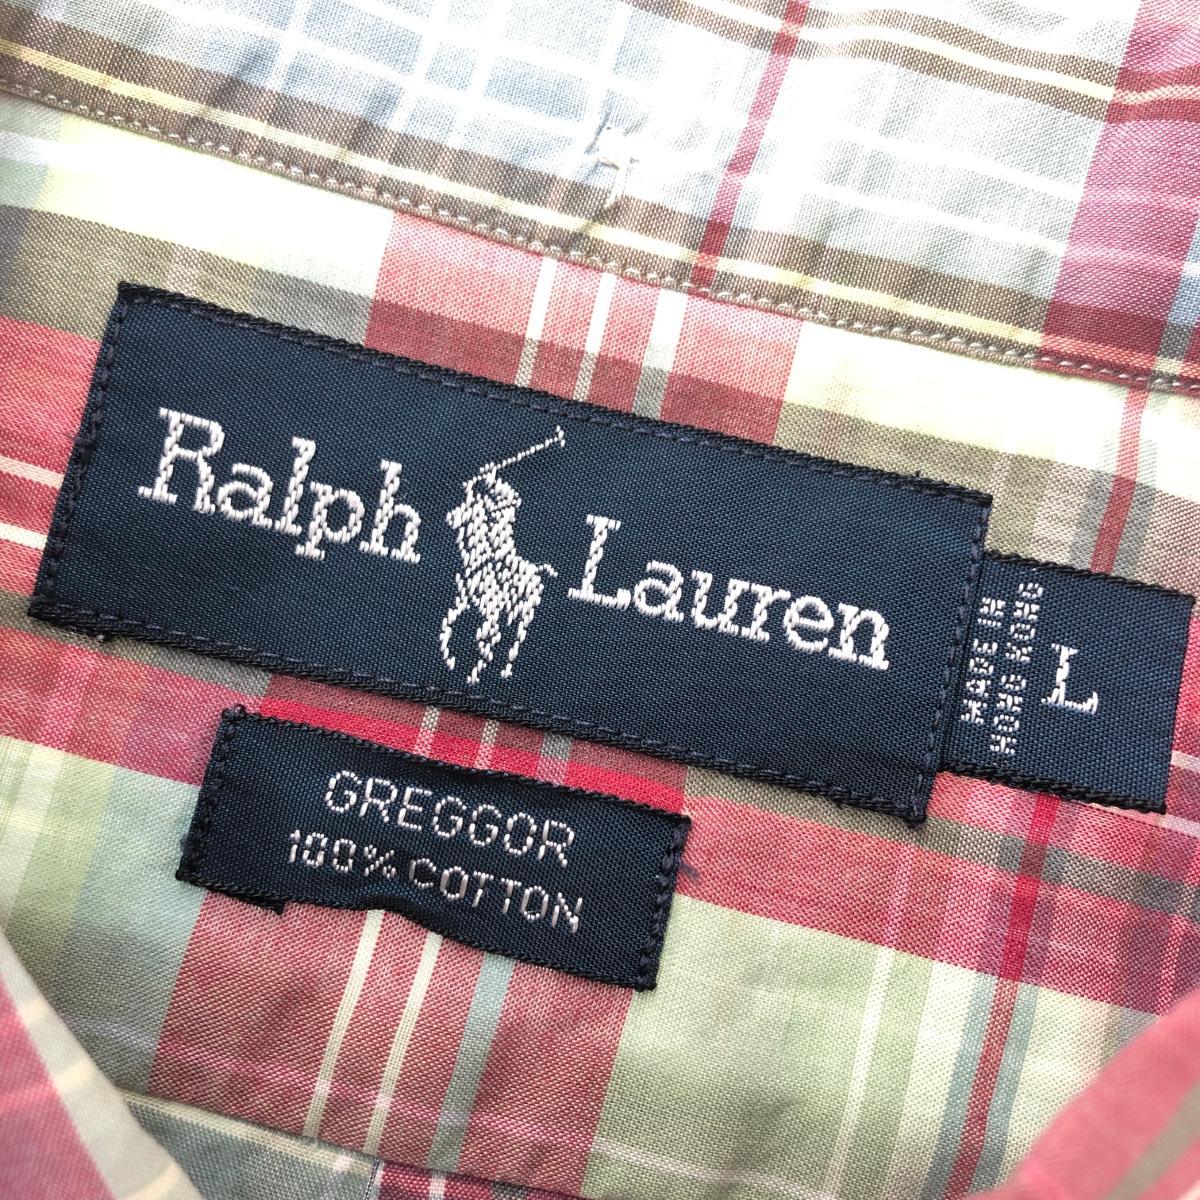 Ralph Lauren
MADE IN
HONG KONG
L
GREGGOR
100% COTTON